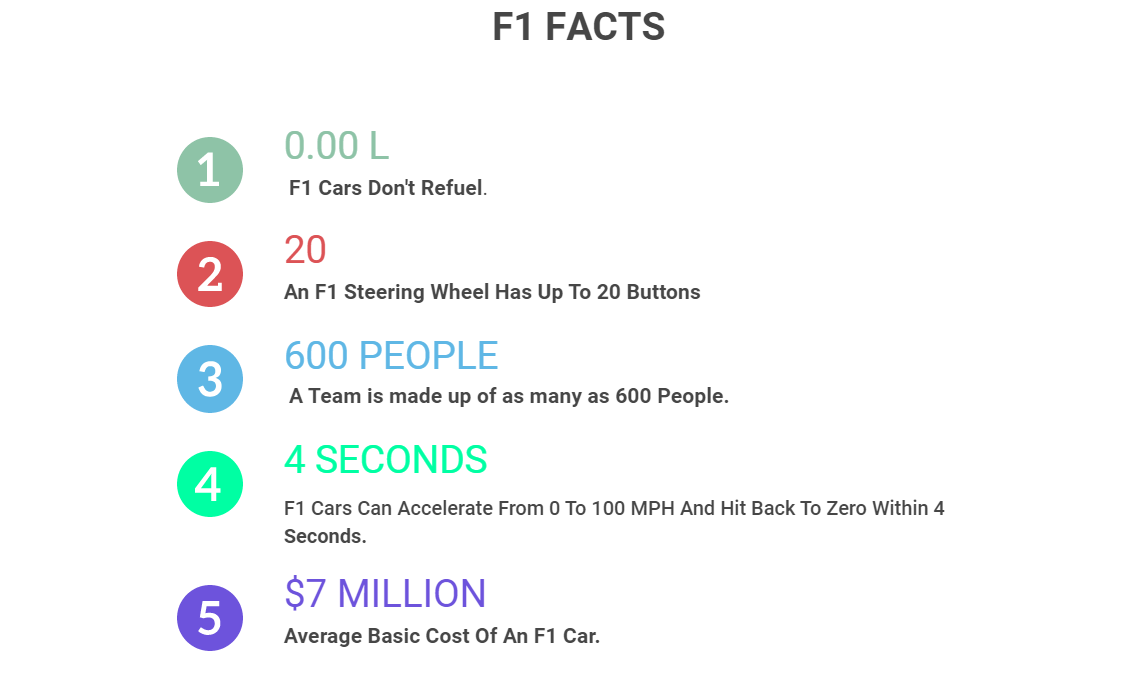 F1 FACTS
1
0.00 L
F1 Cars Don't Refuel.
2
20
An F1 Steering Wheel Has Up To 20 Buttons
3
600 PEOPLE
A Team is made up of as many as 600 People.
4
4 SECONDS
F1 Cars Can Accelerate From 0 To 100 MPH And Hit Back To Zero Within 4
Seconds.
5
$7 MILLION
Average Basic Cost Of An F1 Car.